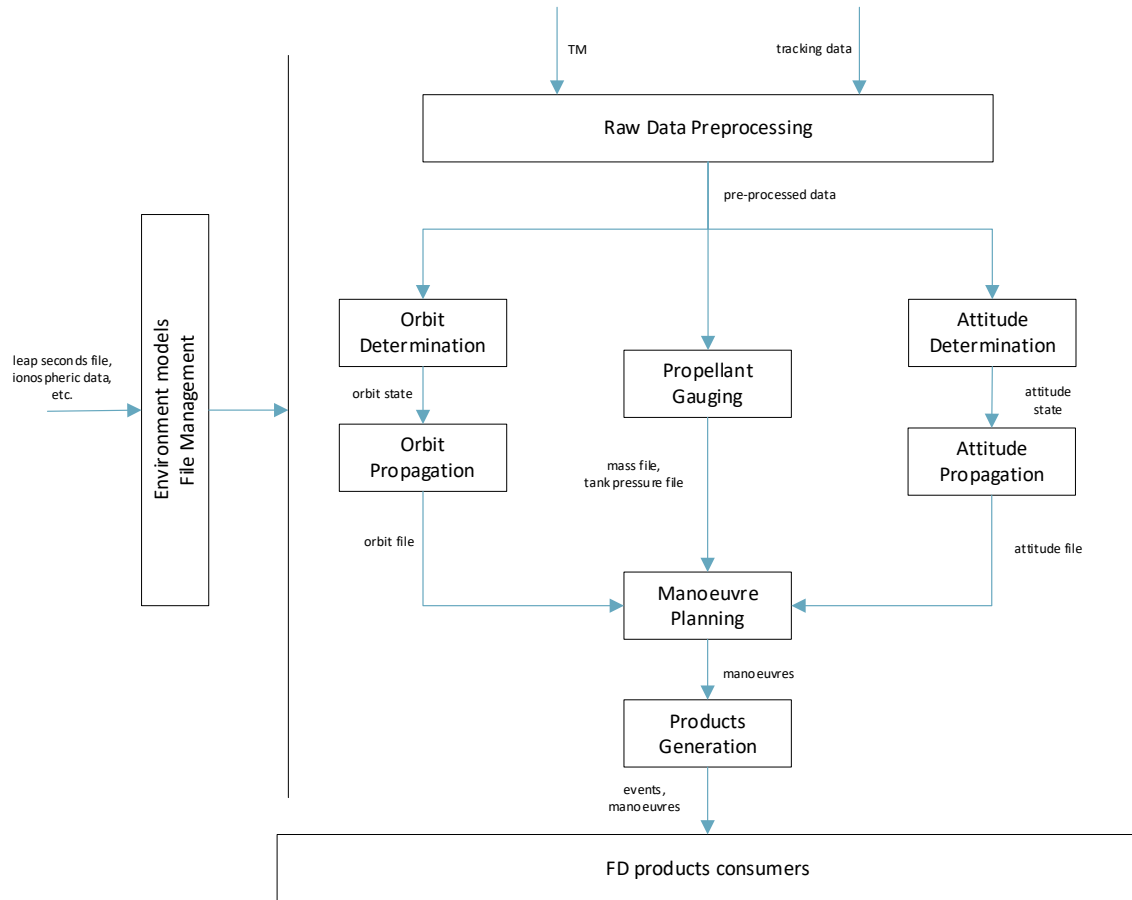 TM
tracking data
Raw Data Preprocessing
pre-processed data
Orbit
Determination
Attitude
Determination
Propellant
Gauging
leap seconds file,
ionospheric data,
etc.
Environment models
File Management
orbit state
attitude
state
Orbit
Propagation
Attitude
Propagation
mass file,
tank pressure file
orbit file
attitude file
Manoeuvre
Planning
manoeuvres
Products
Generation
events,
manoeuvres
FD products consumers